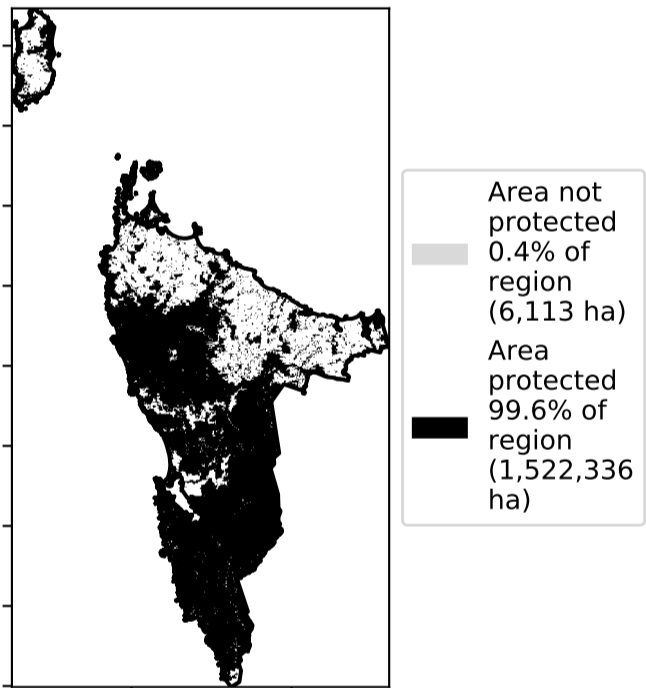 Area not
protected
0.4% of
region
(6,113 ha)
Area
protected
99.6% of
region
(1,522,336
ha)